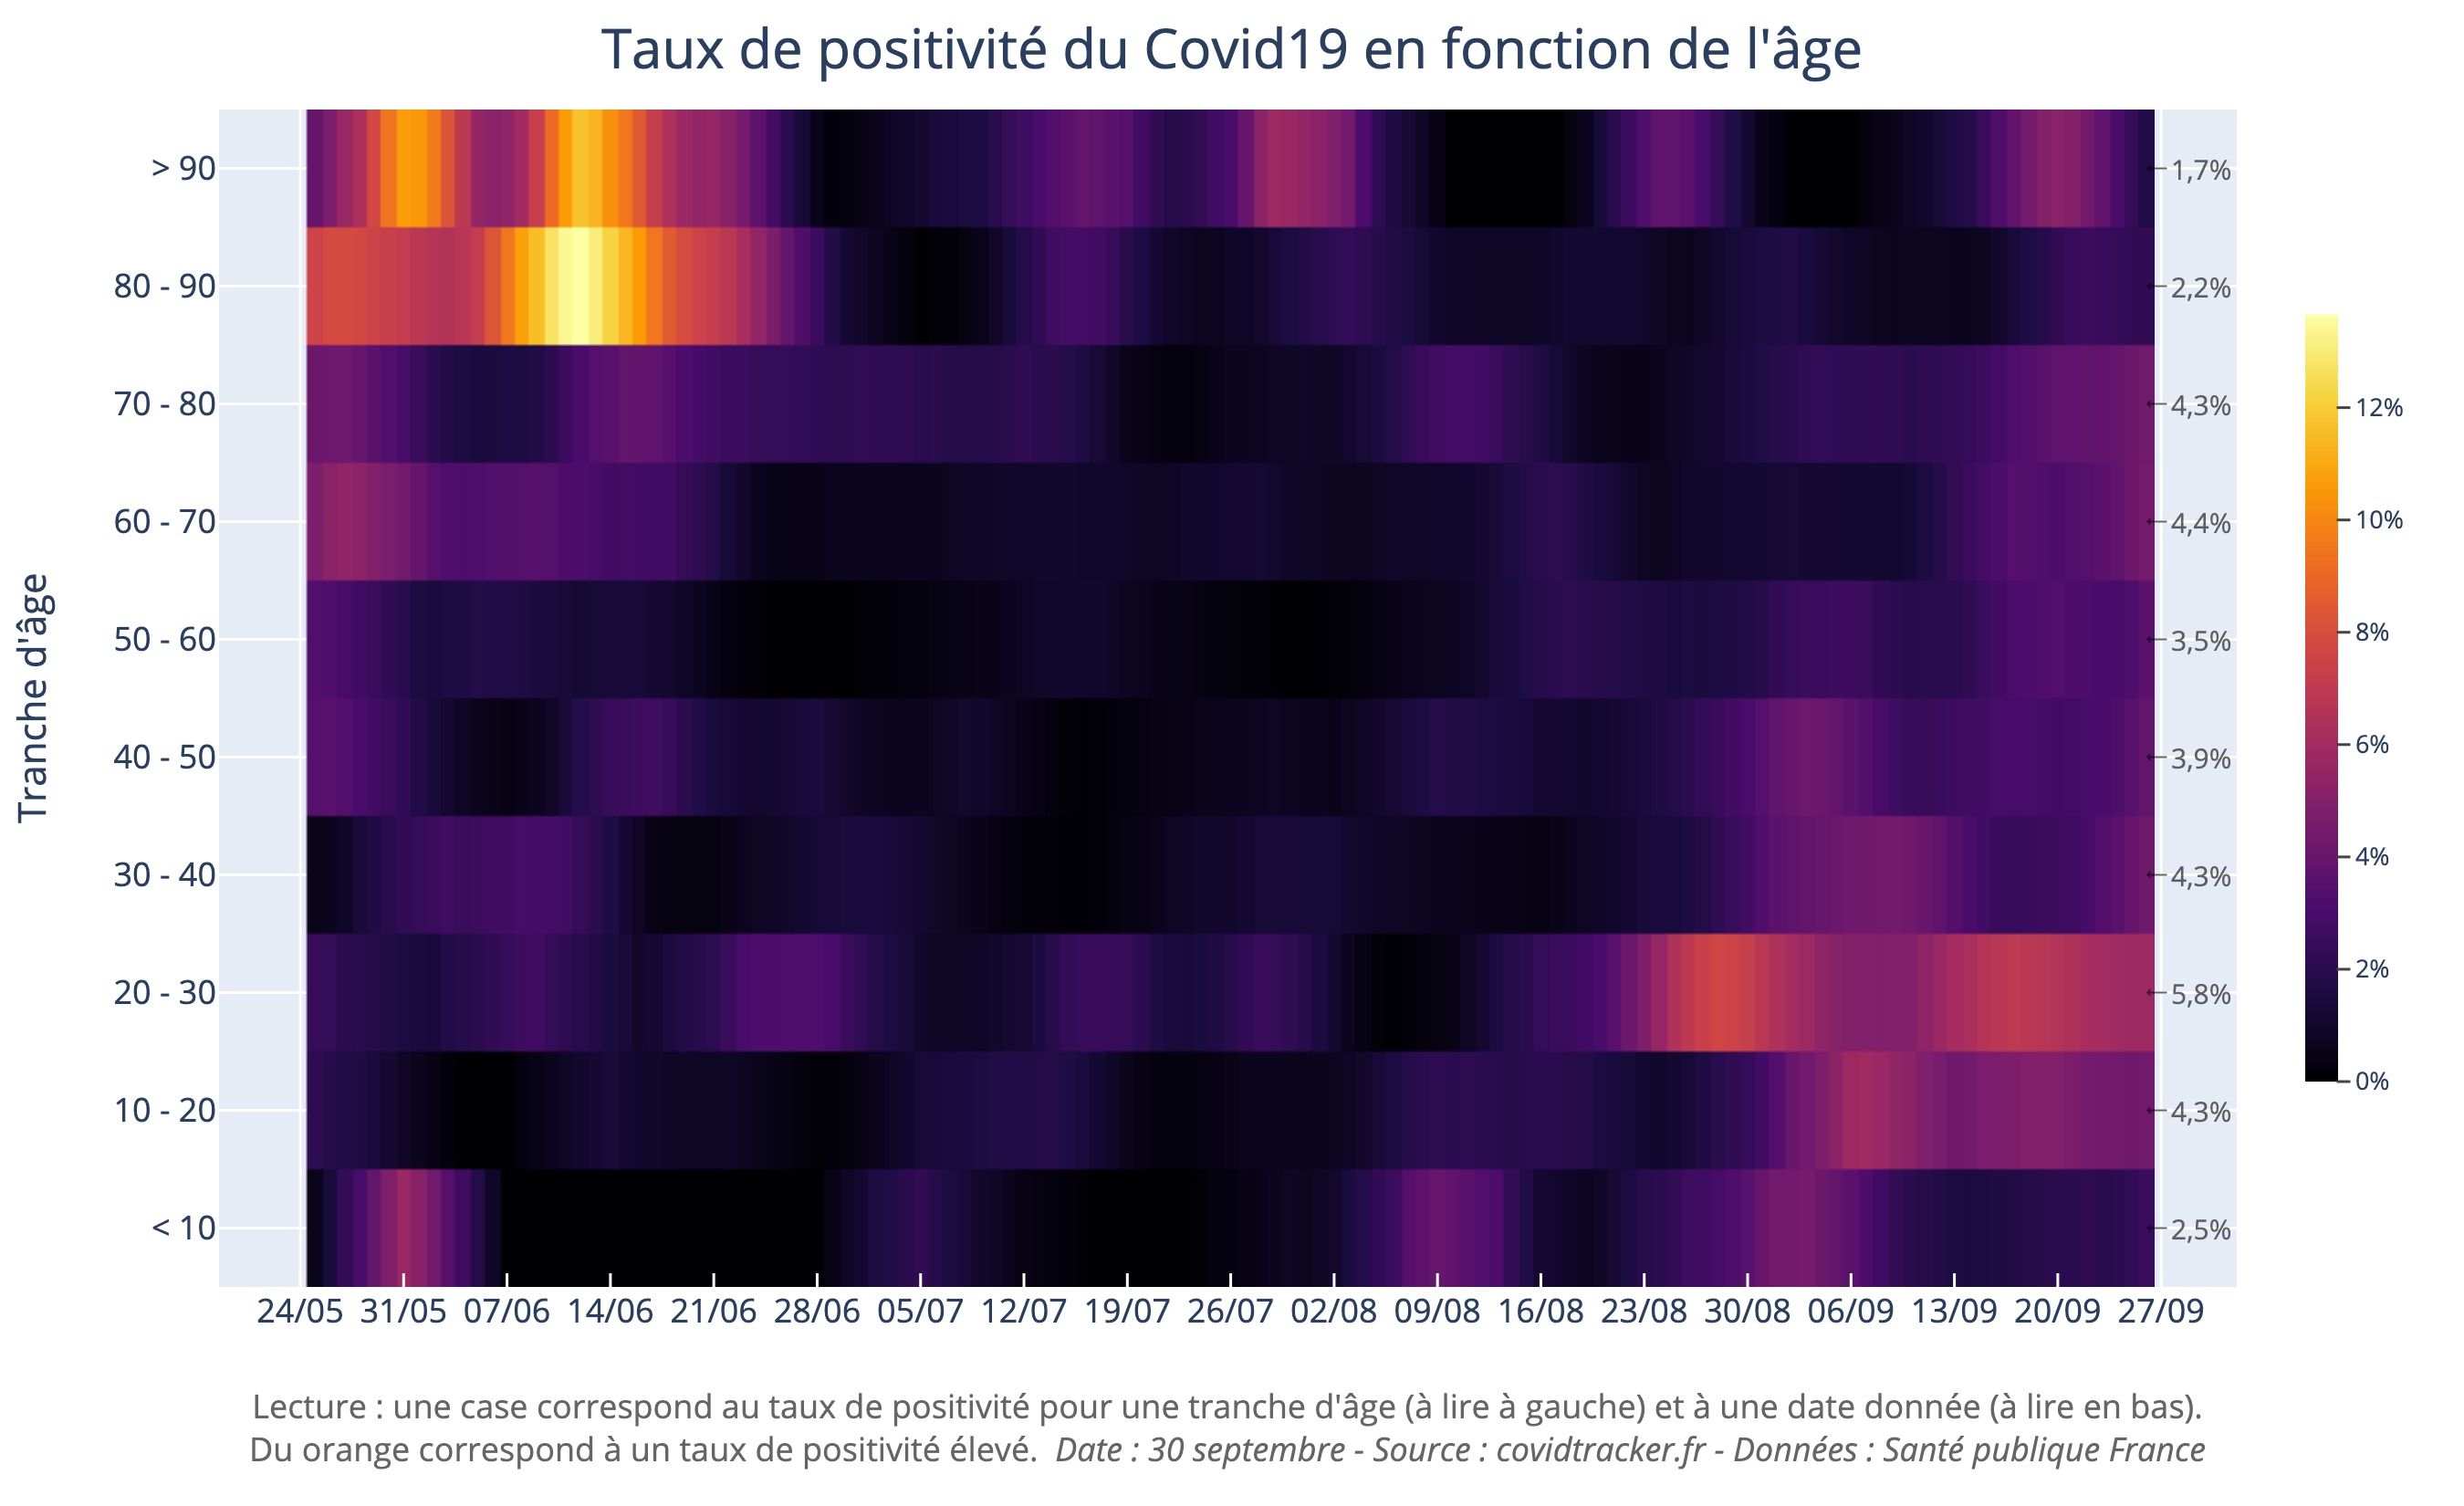 Taux de positivité du Covid19 en fonction de l'âge
Tranche d'âge
> 90
80 - 90
70 - 80
60 - 70
50 - 60
40 - 50
30 - 40
20 - 30
10 - 20
< 10
1,7%
2,2%
4,3%
4,4%
3,5%
3,9%
4,3%
5,8%
4,3%
2,5%
12%
10%
8%
6%
4%
2%
0%
24/05 31/05 07/06 14/06 21/06 28/06 05/07 12/07 19/07 26/07 02/08 09/08 16/08 23/08 30/08 06/09 13/09 20/09 27/09
Lecture : une case correspond au taux de positivité pour une tranche d'âge (à lire à gauche) et à une date donnée (à lire en bas).
Du orange correspond à un taux de positivité élevé. Date : 30 septembre - Source : covidtracker.fr - Données : Santé publique France